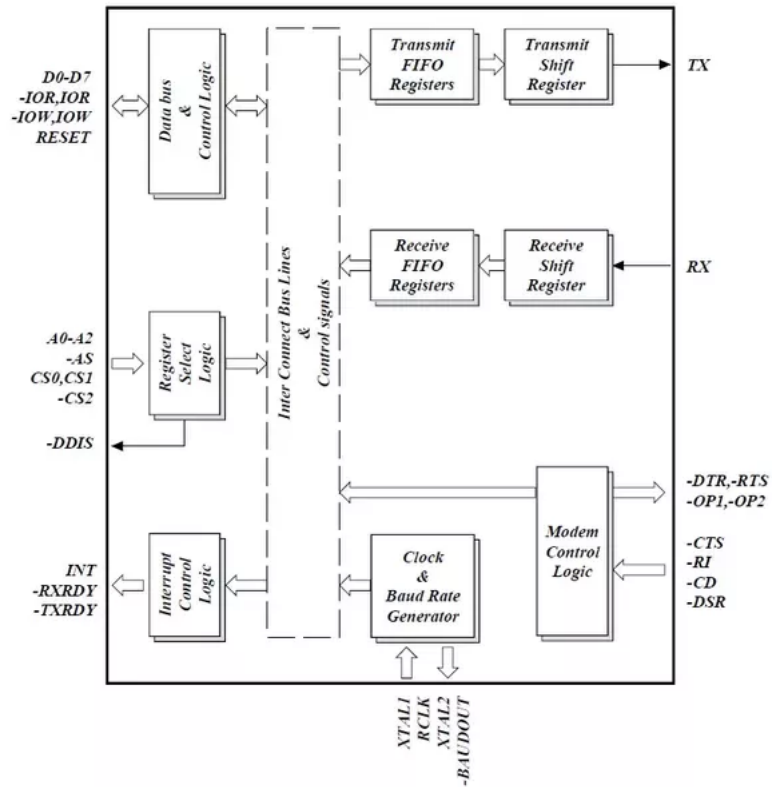 D0-D7
-IOR,IOR
-IOW,IOW
RESET
Data bus
&
Control Logic
Inter Connect Bus Lines
&
Control signals
Transmit
FIFO
Registers
Transmit
Shift
Register
TX
Receive
FIFO
Registers
Receive
Shift
Register
RX
A0-A2
-AS
CS0,CS1
-CS2
Register
Select
Logic
-DDIS
INT
-RXRDY
-TXRDY
Interrupt
Control
Logic
Clock
&
Baud Rate
Generator
Modem
Control
Logic
-DTR,-RTS
-OP1,-OP2
-CTS
-RI
-CD
-DSR
XTAL1
RCLK
XTAL2
-BAUDOUT